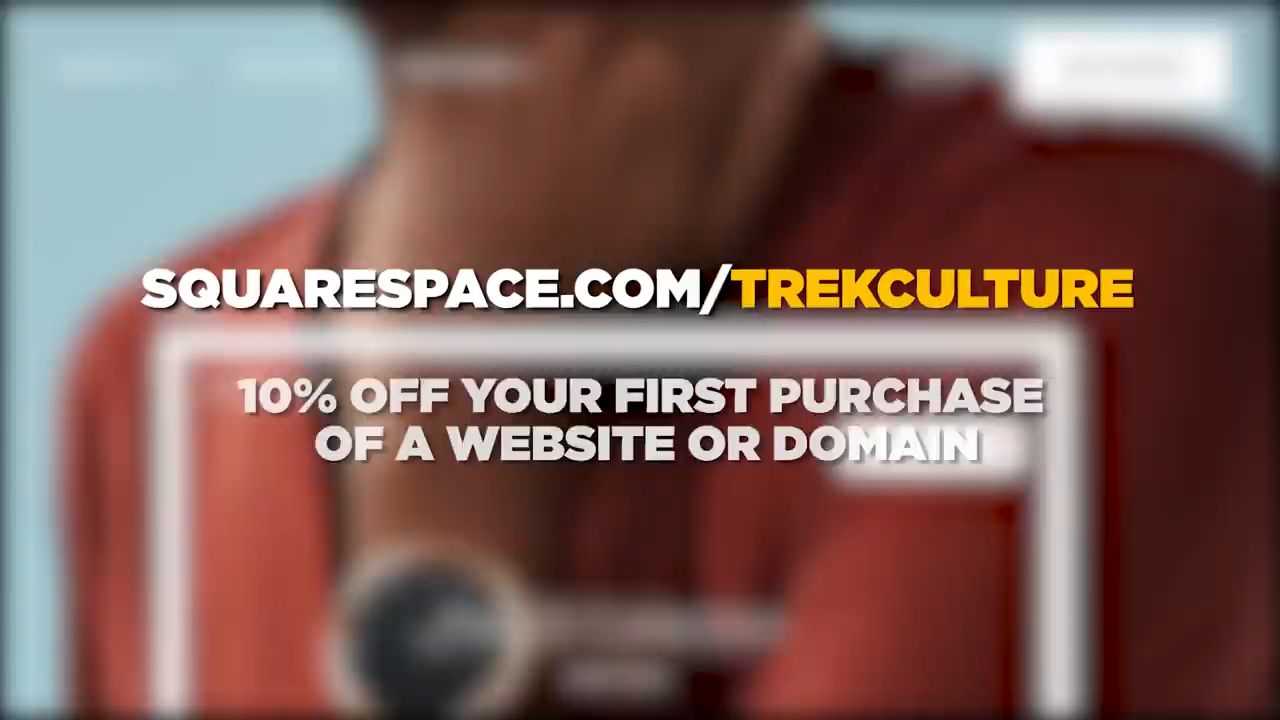 SQUARESPACE.COM/TREKCULTURE
10% OFF YOUR FIRST PURCHASE
OF A WEBSITE OR DOMAIN